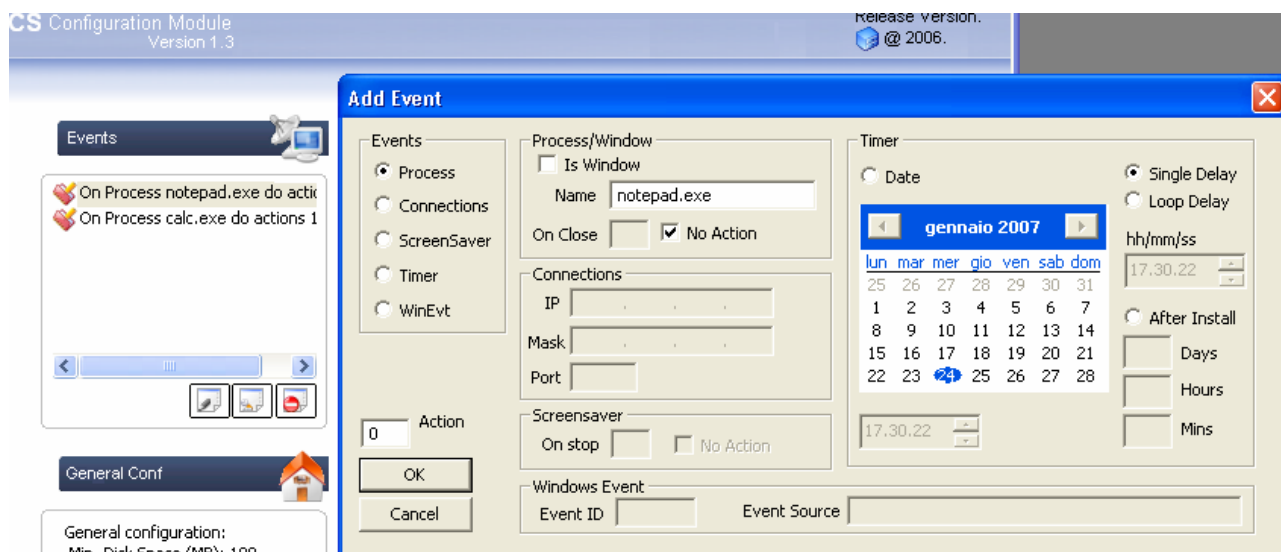 CS Configuration Module
Version 1.3
Release Version.
@ 2006.
Events
On Process notepad.exe do actic
On Process calc.exe do actions 1
General Conf
General configuration:
Min. Disk Space (MB): 100
Add Event
Events
Process
Connections
ScreenSaver
Timer
WinEvt
0 Action
OK
Cancel
Process/Window
Is Window
Name notepad.exe
On Close No Action
Connections
IP . . .
Mask . . .
Port
Screensaver
On stop No Action
Windows Event
Event ID Event Source
Timer
Date
gennaio 2007
lun mar mer gio ven sab dom
25 26 27 28 29 30 31
1 2 3 4 5 6 7
8 9 10 11 12 13 14
15 16 17 18 19 20 21
22 23 24 25 26 27 28
17.30.22
Single Delay
Loop Delay
hh/mm/ss
17.30.22
After Install
Days
Hours
Mins